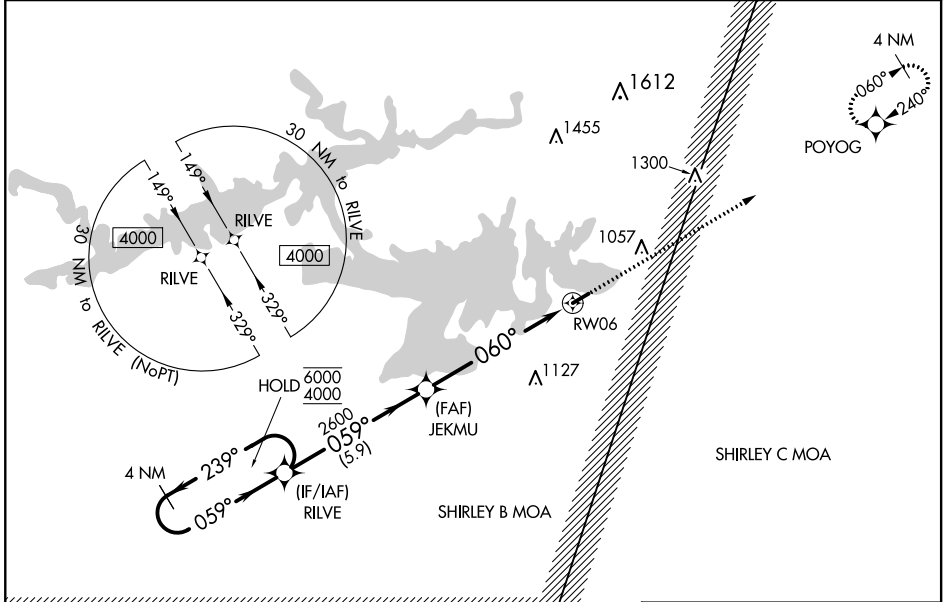 4 NM
060°
240°
POYOG
1612
1455
1300
1057
30 NM to RILVE
149°
149°
RILVE
4000
4000
RILVE
329°
329°
30 NM to RILVE (NoPT)
RW06
060°
1127
HOLD 6000
4000
(FAF)
JEKMU
2600
059°
(5.9)
239°
4 NM
059°
(IF/IAF)
RILVE
SHIRLEY B MOA
SHIRLEY C MOA